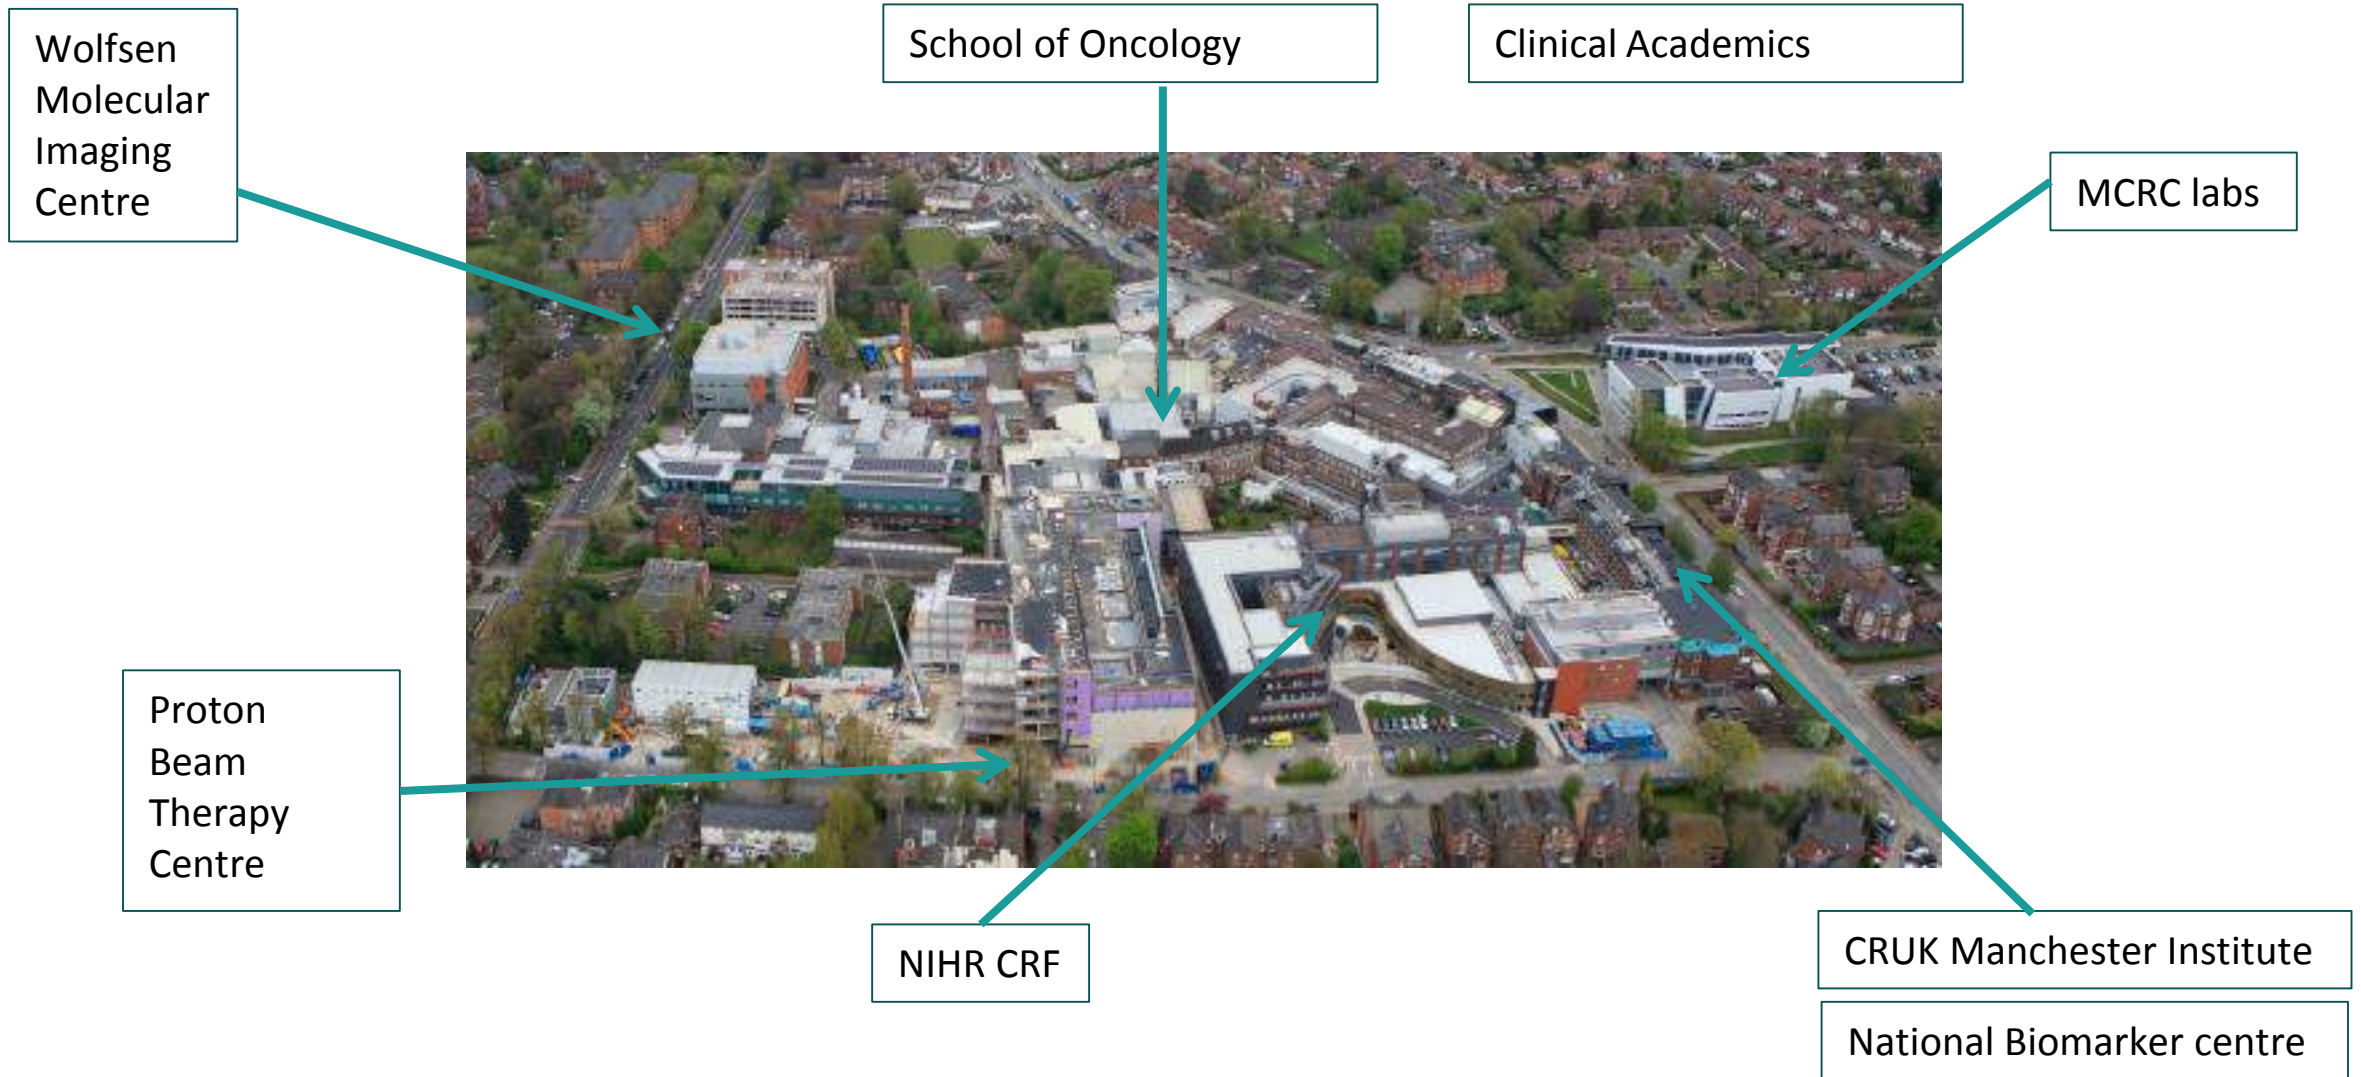 Wolfsen
Molecular
Imaging
Centre
School of Oncology
Clinical Academics
MCRC labs
Proton
Beam
Therapy
Centre
NIHR CRF
CRUK Manchester Institute
National Biomarker centre